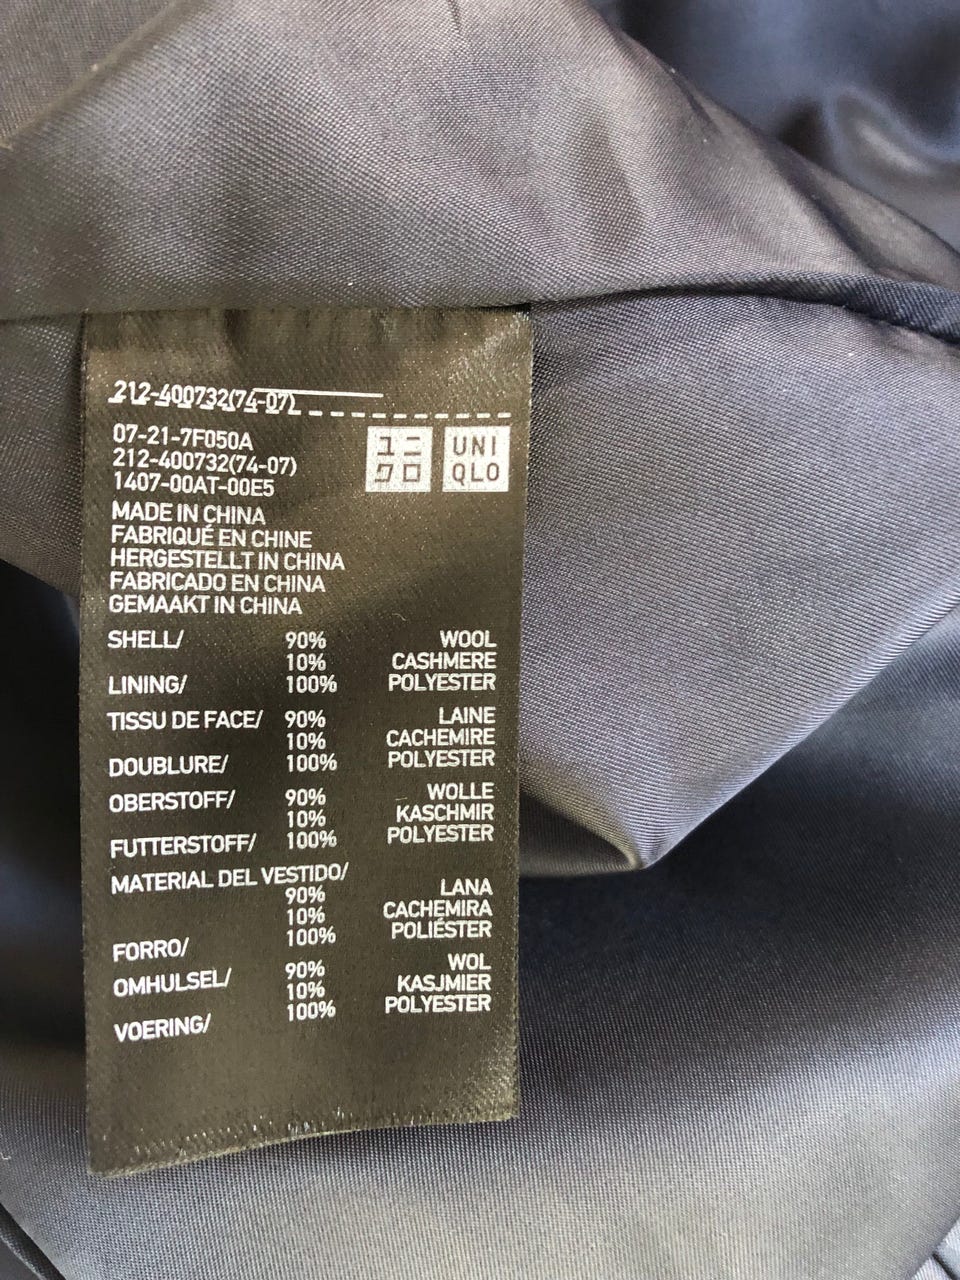 212-400732(74-07)
07-21-7F050A
212-400732(74-07)
1407-00AT-00E5
ユニ
クロ
UNI
QLO
MADE IN CHINA
FABRIQUÉ EN CHINE
HERGESTELLT IN CHINA
FABRICADO EN CHINA
GEMAAKT IN CHINA
SHELL/ 90% WOOL
10% CASHMERE
LINING/ 100% POLYESTER
TISSU DE FACE/ 90% LAINE
10% CACHEMIRE
DOUBLURE/ 100% POLYESTER
OBERSTOFF/ 90% WOLLE
10% KASCHMIR
FUTTERSTOFF/ 100% POLYESTER
MATERIAL DEL VESTIDO/
90% LANA
10% CACHEMIRA
FORRO/ 100% POLIÉSTER
OMHULSEL/ 90% WOL
10% KASJMIER
VOERING/ 100% POLYESTER